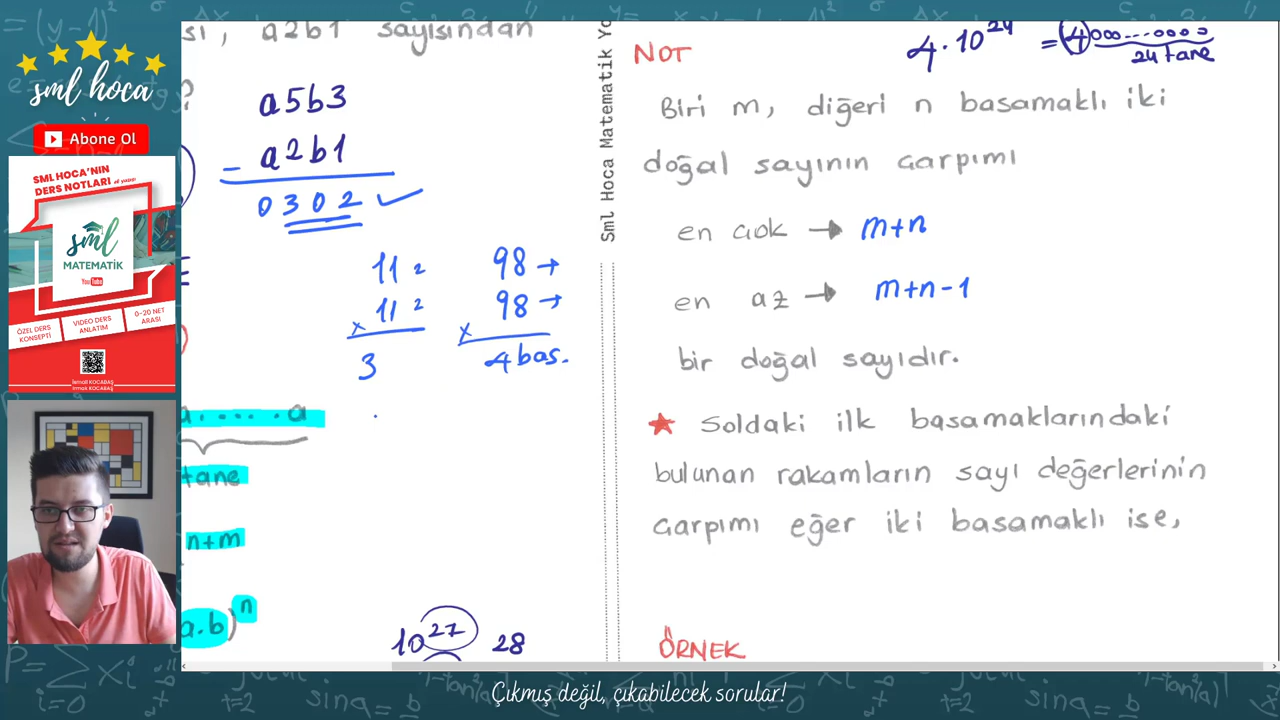 sml hoca
Abone Ol
SML HOCA'NIN
DERS NOTLARI
sml
MATEMATİK
ÖZEL DERS
KONSEPTİ
VIDEO DERS
ANLATIM
0-20 NET
ARASI
, a2b1 sayısından
a5b3
- a2b1
0302 ✓
11 2
x 11 2
3
98 →
x 98 →
4 bas.
a.....a
tane
n+m
a.b)^n
10^27 28
Sml Hoca Matematik
NOT
4.10^24 = 4000...0000
24 tane
Biri m, diğeri n basamaklı iki
doğal sayının çarpımı
en çok → m+n
en az → m+n-1
bir doğal sayıdır.
★ Soldaki ilk basamaklarındaki
bulunan rakamların sayı değerlerinin
çarpımı eğer iki basamaklı ise,
ÖRNEK
Çıkmış değil, çıkabilecek sorular!